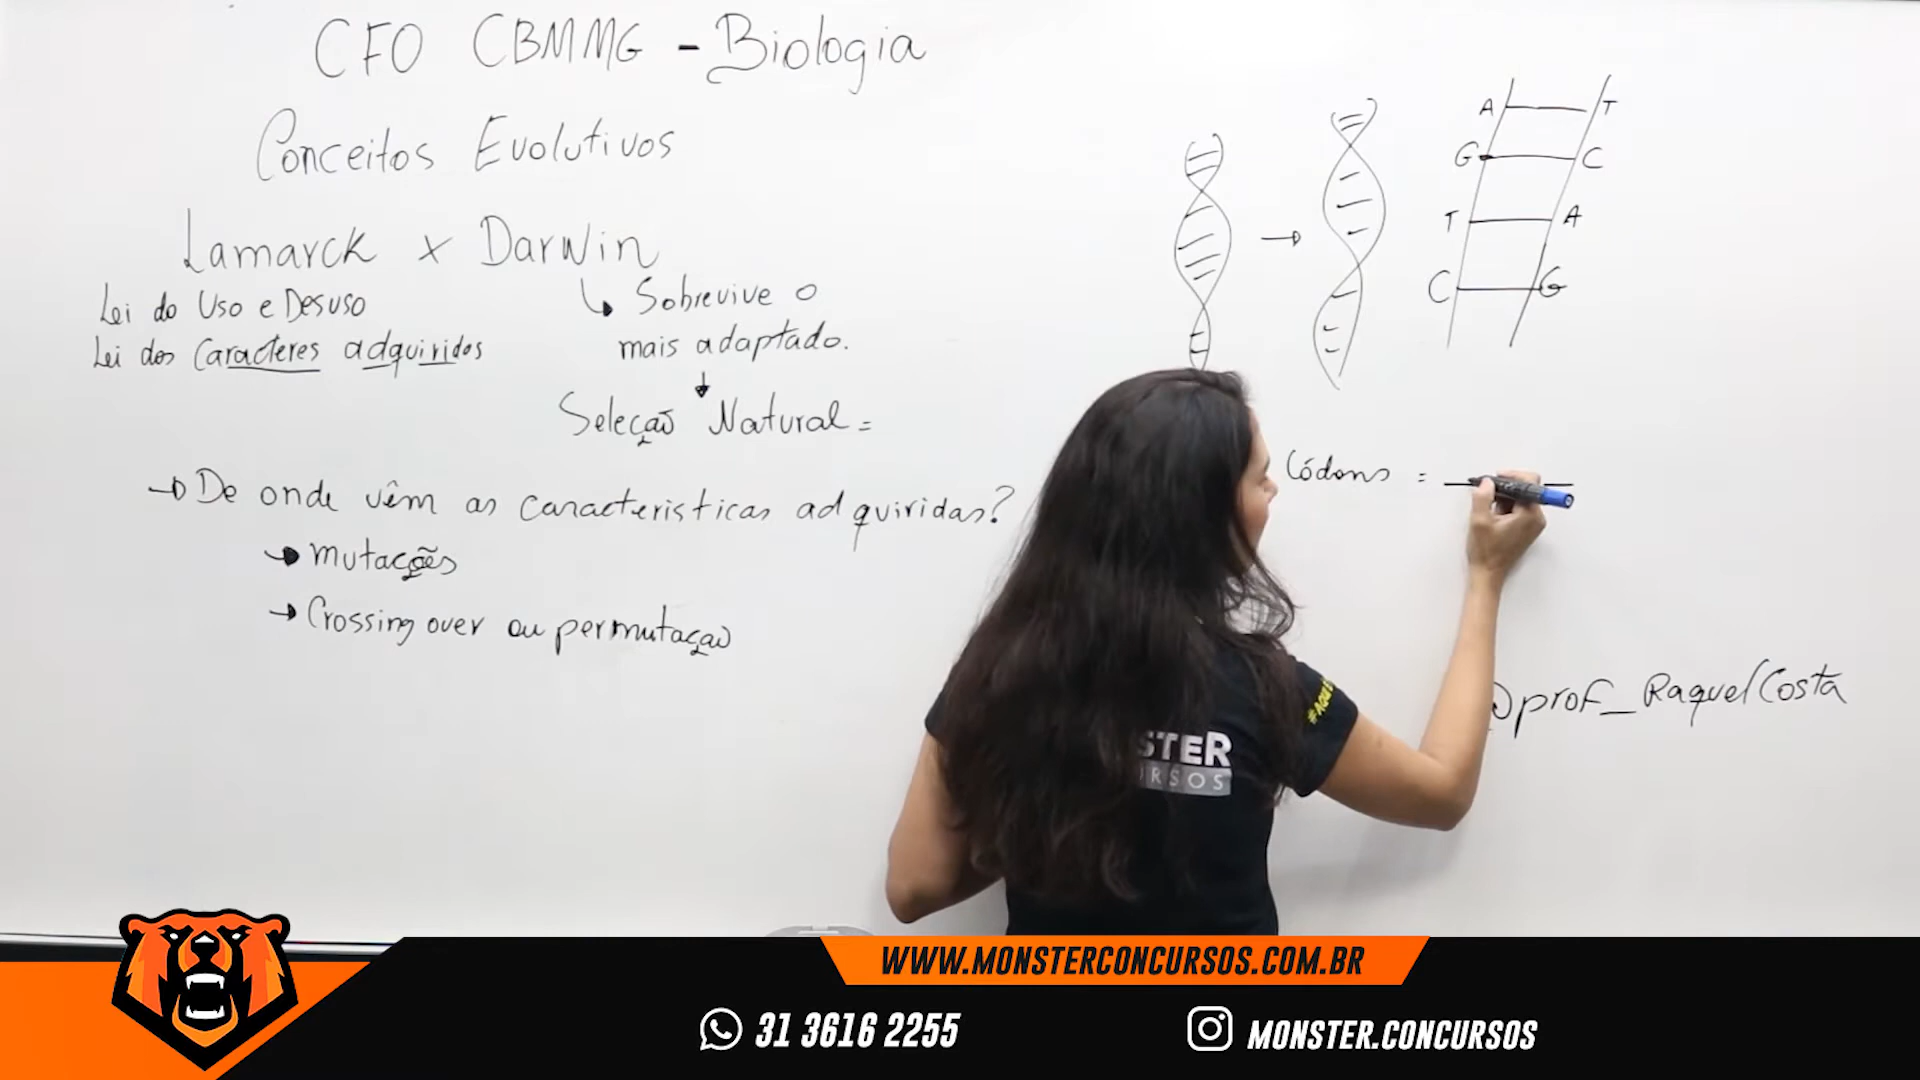 CFO CBMMG - Biologia
Conceitos Evolutivos
Lamarck x Darwin
Lei do Uso e Desuso
Lei dos Caracteres adquiridos
Sobrevive o
mais adaptado.
Seleção Natural =
De onde vêm as caracteristicas adquiridas?
mutações
Crossing over ou permutação
A T
G C
T A
C G
Códons =
@prof_RaquelCosta
STER
URSOS
WWW.MONSTERCONCURSOS.COM.BR
31 3616 2255
MONSTER.CONCURSOS